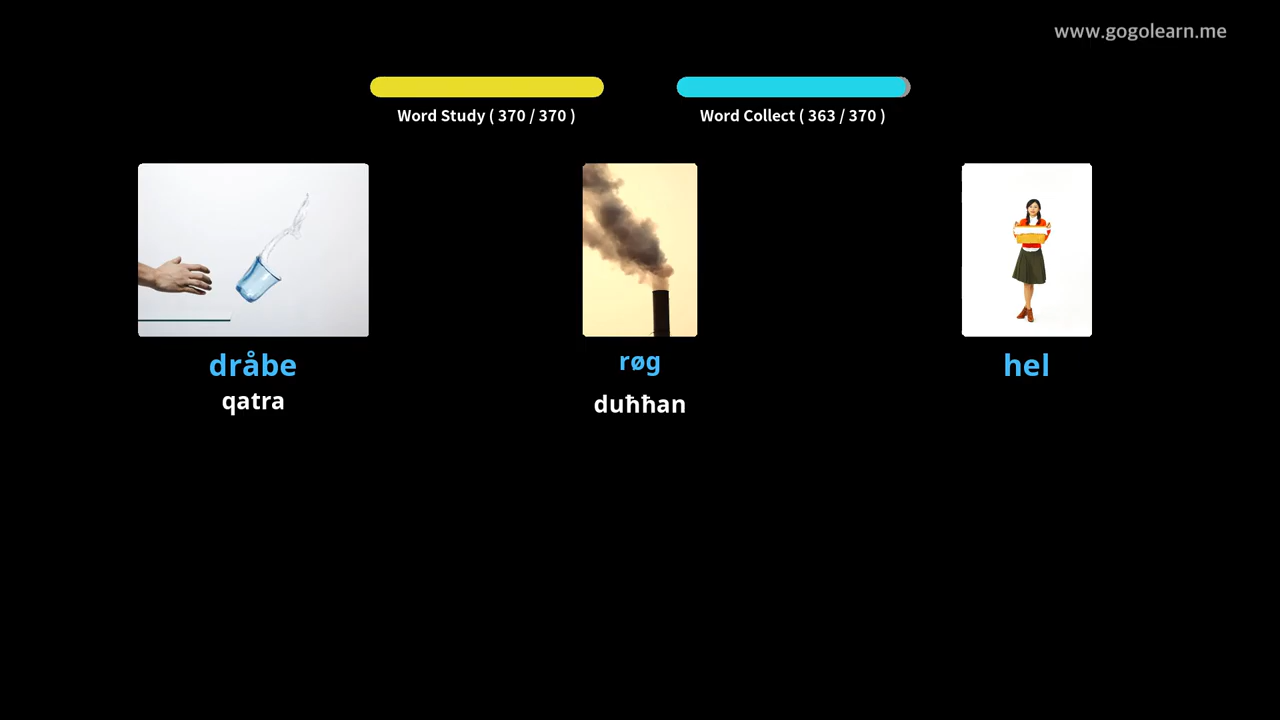 www.gogolearn.me
Word Study ( 370 / 370 )
Word Collect ( 363 / 370 )
dråbe
qatra
røg
duħħan
hel